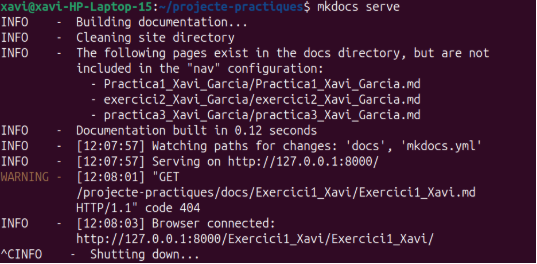 xavi@xavi-HP-Laptop-15:~/projecte-practiques$ mkdocs serve
INFO    -  Building documentation...
INFO    -  Cleaning site directory
INFO    -  The following pages exist in the docs directory, but are not
           included in the "nav" configuration:
             - Practica1_Xavi_Garcia/Practica1_Xavi_Garcia.md
             - exercici2_Xavi_Garcia/exercici2_Xavi_Garcia.md
             - practica3_Xavi_Garcia/practica3_Xavi_Garcia.md
INFO    -  Documentation built in 0.12 seconds
INFO    -  [12:07:57] Watching paths for changes: 'docs', 'mkdocs.yml'
INFO    -  [12:07:57] Serving on http://127.0.0.1:8000/
WARNING -  [12:08:01] "GET
           /projecte-practiques/docs/Exercici1_Xavi/Exercici1_Xavi.md
           HTTP/1.1" code 404
INFO    -  [12:08:03] Browser connected:
           http://127.0.0.1:8000/Exercici1_Xavi/Exercici1_Xavi/
^CINFO    -  Shutting down...